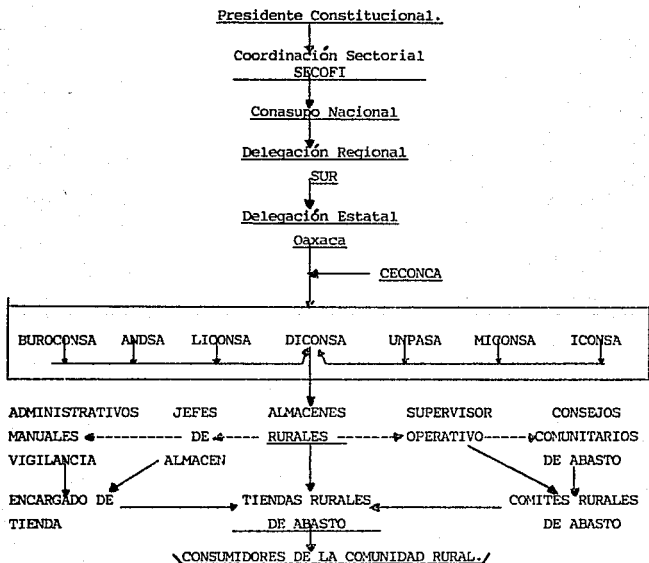 Presidente Constitucional.
Coordinación Sectorial
SECOFI
Conasupo Nacional
Delegación Regional
SUR
Delegación Estatal
Oaxaca
CECONCA
BUROCONSA ANDSA LICONSA DICONSA UNPASA MICONSA ICONSA
ADMINISTRATIVOS JEFES ALMACENES SUPERVISOR CONSEJOS
MANUALES DE RURALES OPERATIVO COMUNITARIOS
VIGILANCIA ALMACEN DE ABASTO
ENCARGADO DE TIENDAS RURALES COMITES RURALES
TIENDA DE ABASTO DE ABASTO
CONSUMIDORES DE LA COMUNIDAD RURAL.